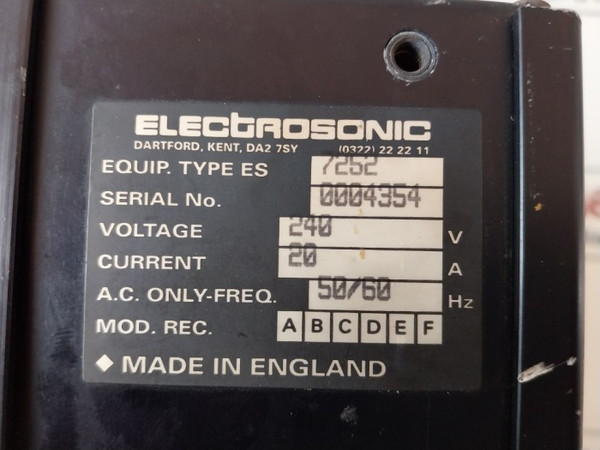 ELECTROSONIC
DARTFORD, KENT, DA2 7SY (0322) 22 22 11
EQUIP. TYPE ES 7252
SERIAL No. 0004354
VOLTAGE 240 V
CURRENT 20 A
A.C. ONLY-FREQ. 50/60 Hz
MOD. REC. A B C D E F
◆ MADE IN ENGLAND